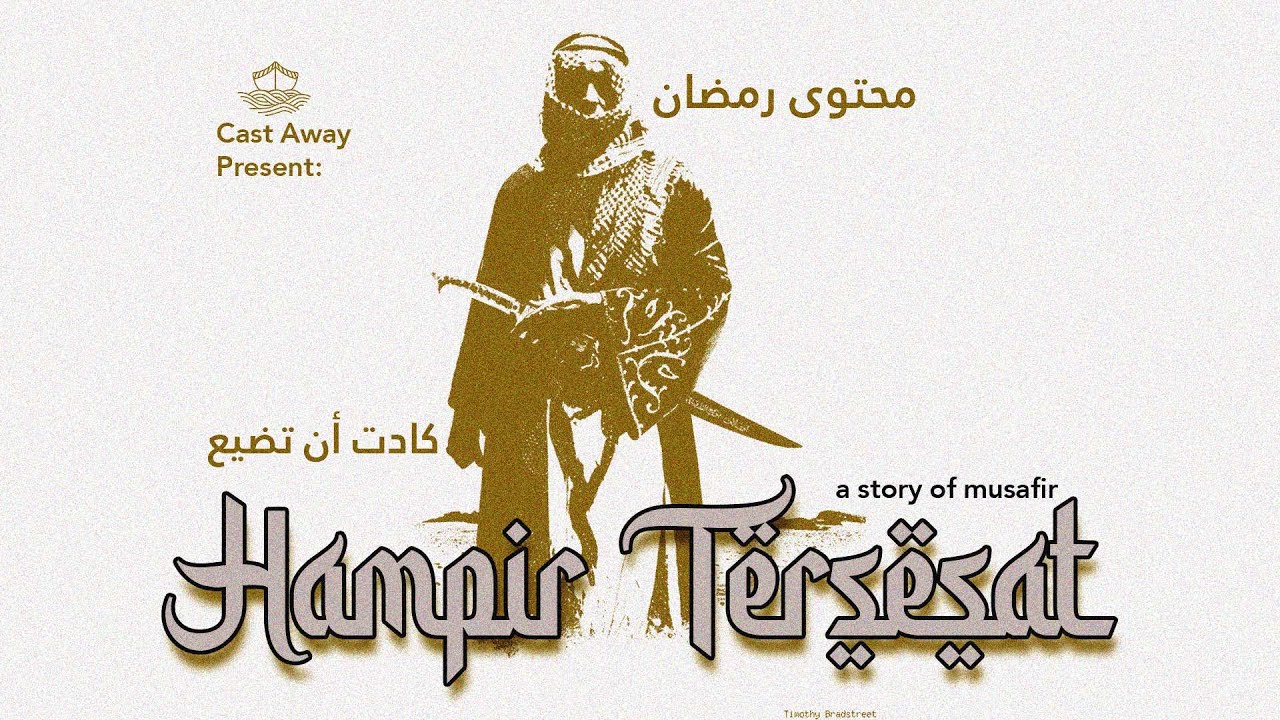 محتوى رمضان
Cast Away
Present:
كادت أن تضيع
a story of musafir
Hampir Tërsësat
Timothy Bradstreet